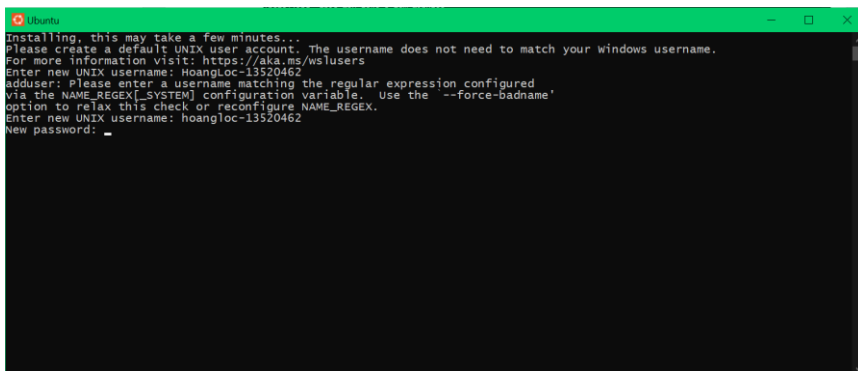 Ubuntu
Installing, this may take a few minutes...
Please create a default UNIX user account. The username does not need to match your Windows username.
For more information visit: https://aka.ms/wslusers
Enter new UNIX username: HoangLoc-13520462
adduser: Please enter a username matching the regular expression configured
via the NAME_REGEX[_SYSTEM] configuration variable.  Use the `--force-badname'
option to relax this check or reconfigure NAME_REGEX.
Enter new UNIX username: hoangloc-13520462
New password: